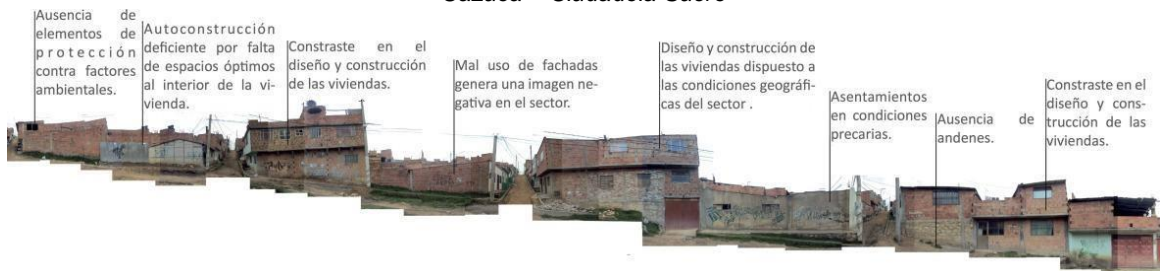 Ausencia de
elementos de
protección
contra factores
ambientales.
Autoconstrucción
deficiente por falta
de espacios óptimos
al interior de la vi-
vienda.
Constraste en el
diseño y construcción
de las viviendas.
Mal uso de fachadas
genera una imagen ne-
gativa en el sector.
Diseño y construcción de
las viviendas dispuesto a
las condiciones geográfi-
cas del sector .
Asentamientos
en condiciones
precarias.
Ausencia de
andenes.
Constraste en el
diseño y cons-
trucción de las
viviendas.